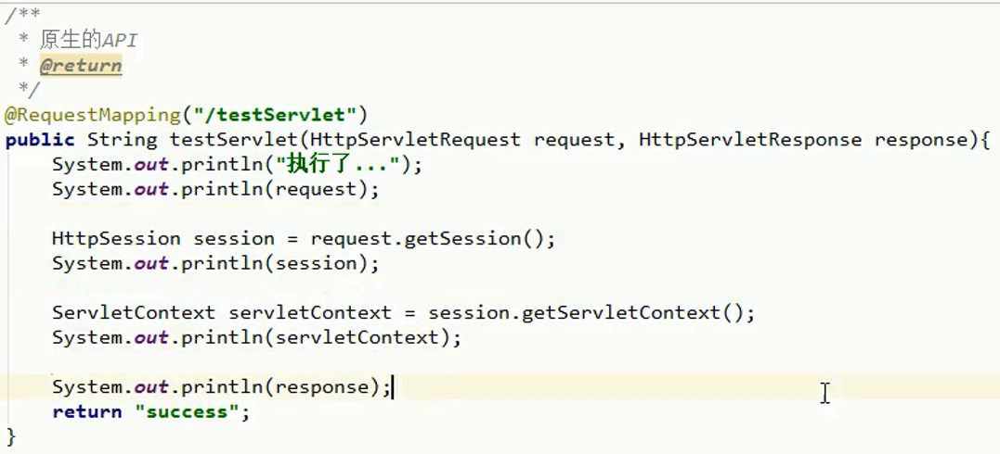 /**
 * 原生的API
 * @return
 */
@RequestMapping("/testServlet")
public String testServlet(HttpServletRequest request, HttpServletResponse response){
    System.out.println("执行了...");
    System.out.println(request);
    HttpSession session = request.getSession();
    System.out.println(session);
    ServletContext servletContext = session.getServletContext();
    System.out.println(servletContext);
    System.out.println(response);
    return "success";
}